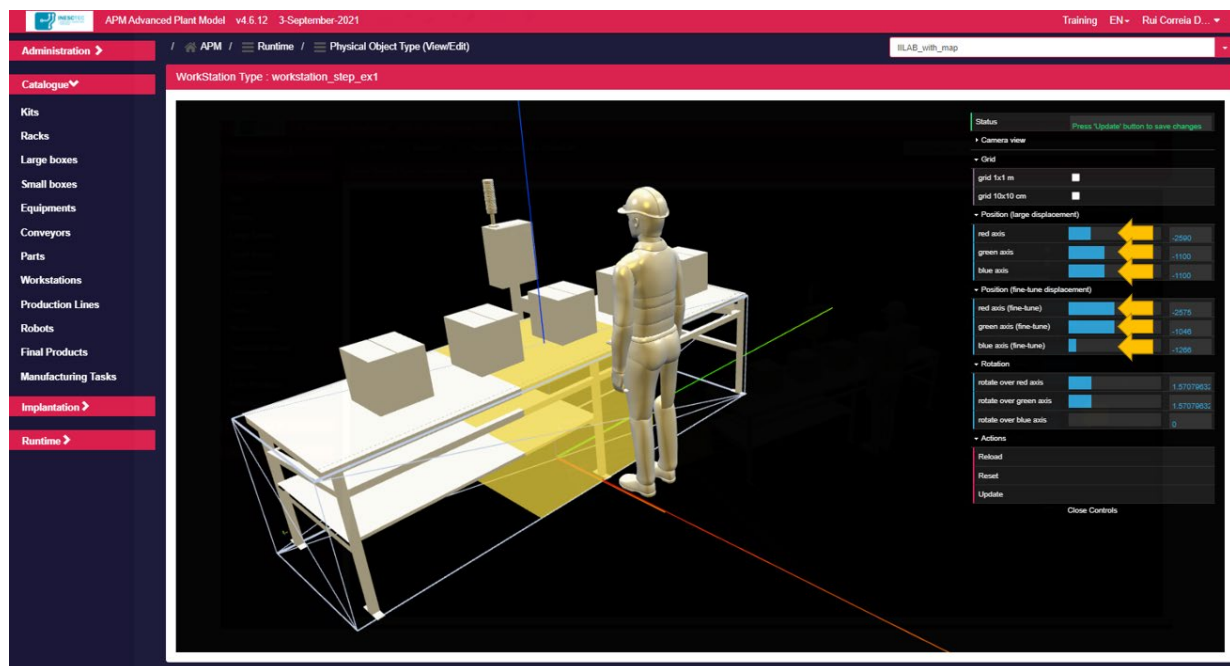 INESCTEC APM Advanced Plant Model v4.6.12 3-September-2021 Training EN Rui Correia D...
Administration
/ APM / Runtime / Physical Object Type (View/Edit) IILAB_with_map
Catalogue
WorkStation Type : workstation_step_ex1
Kits
Racks
Large boxes
Small boxes
Equipments
Conveyors
Parts
Workstations
Production Lines
Robots
Final Products
Manufacturing Tasks
Implantation
Runtime
Status Press 'Update' button to save changes
Camera view
Grid
grid 1x1 m
grid 10x10 cm
Position (large displacement)
red axis -2590
green axis -1100
blue axis -1100
Position (fine-tune displacement)
red axis (fine-tune) -2575
green axis (fine-tune) -1046
blue axis (fine-tune) -1266
Rotation
rotate over red axis 1.57079632
rotate over green axis 1.57079632
rotate over blue axis 0
Actions
Reload
Reset
Update
Close Controls